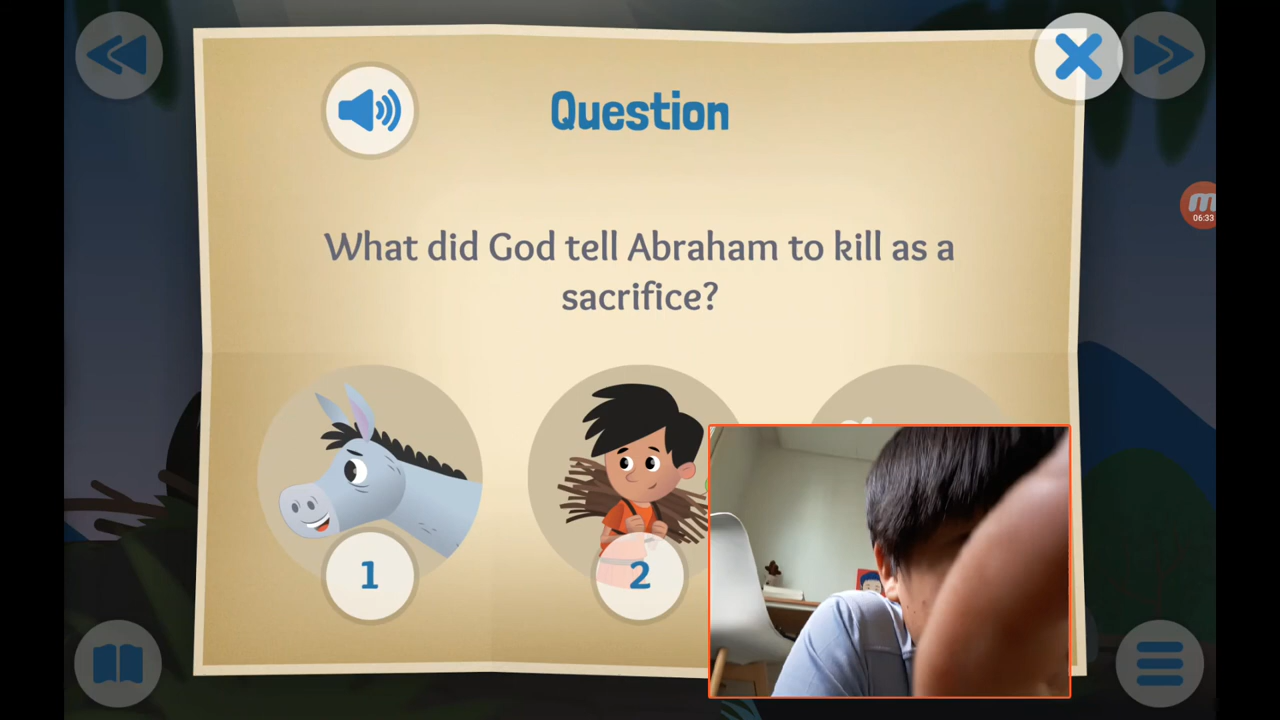 Question
What did God tell Abraham to kill as a
sacrifice?
06:33
1
2